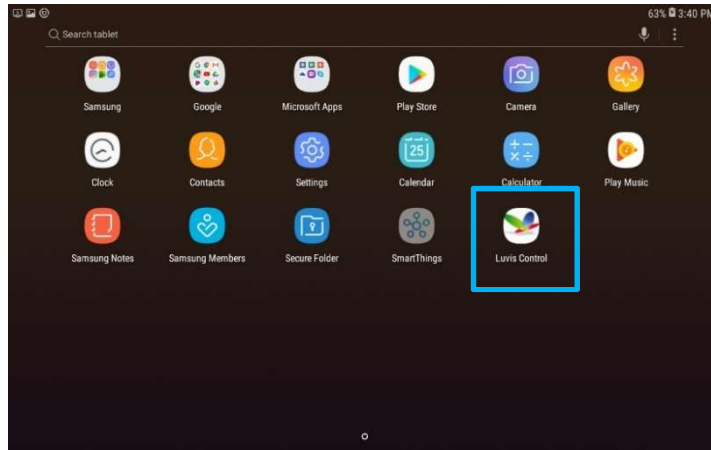 63% 3:40 PM
Search tablet
Samsung Google Microsoft Apps Play Store Camera Gallery
25
Clock Contacts Settings Calendar Calculator Play Music
Samsung Notes Samsung Members Secure Folder SmartThings Luvis Control